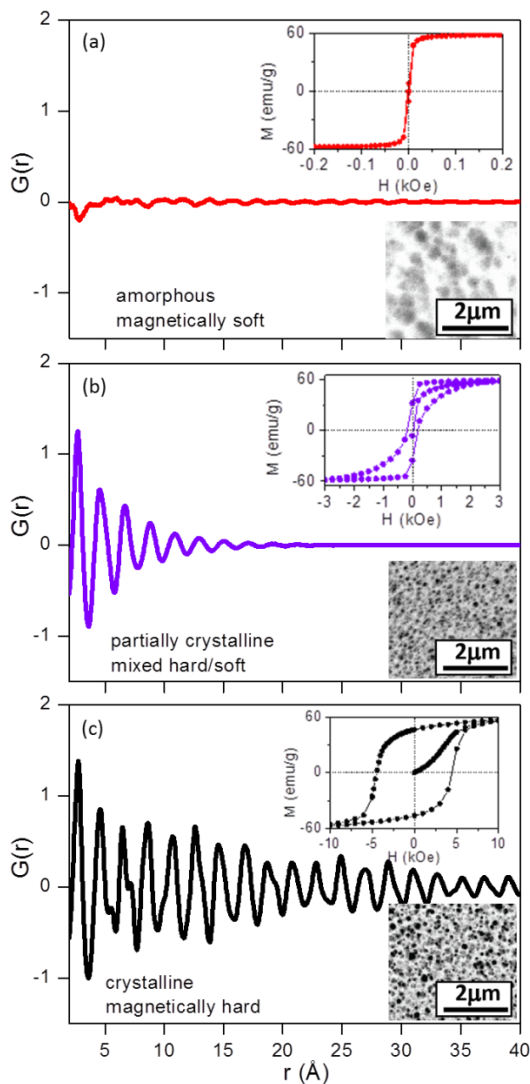 (a)
2
1
0
-1
G(r)
60
0
-60
M (emu/g)
-0.2 -0.1 0.0 0.1 0.2
H (kOe)
amorphous
magnetically soft
2μm
(b)
2
1
0
-1
G(r)
60
0
-60
M (emu/g)
-3 -2 -1 0 1 2 3
H (kOe)
partially crystalline
mixed hard/soft
2μm
(c)
2
1
0
-1
G(r)
60
0
-60
M (emu/g)
-10 -5 0 5 10
H (kOe)
crystalline
magnetically hard
2μm
5 10 15 20 25 30 35 40
r (Å)